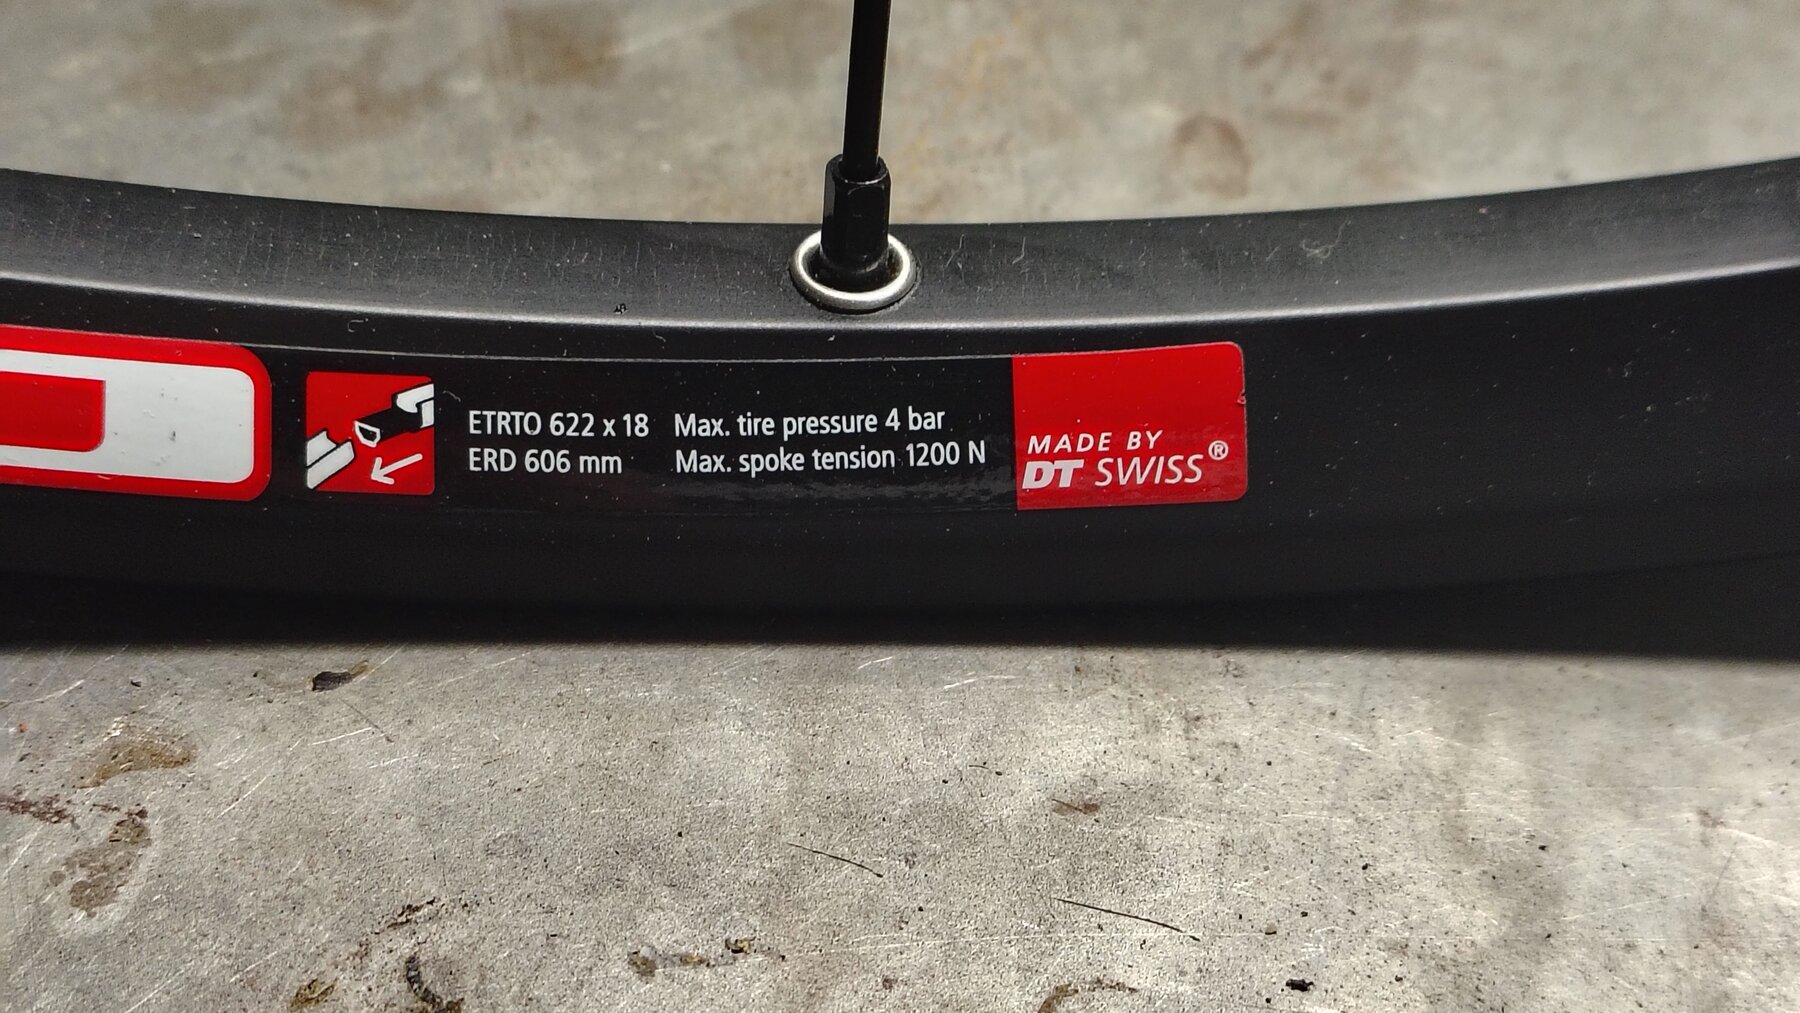 ETRTO 622 x 18
ERD 606 mm
Max. tire pressure 4 bar
Max. spoke tension 1200 N
MADE BY
DT SWISS®